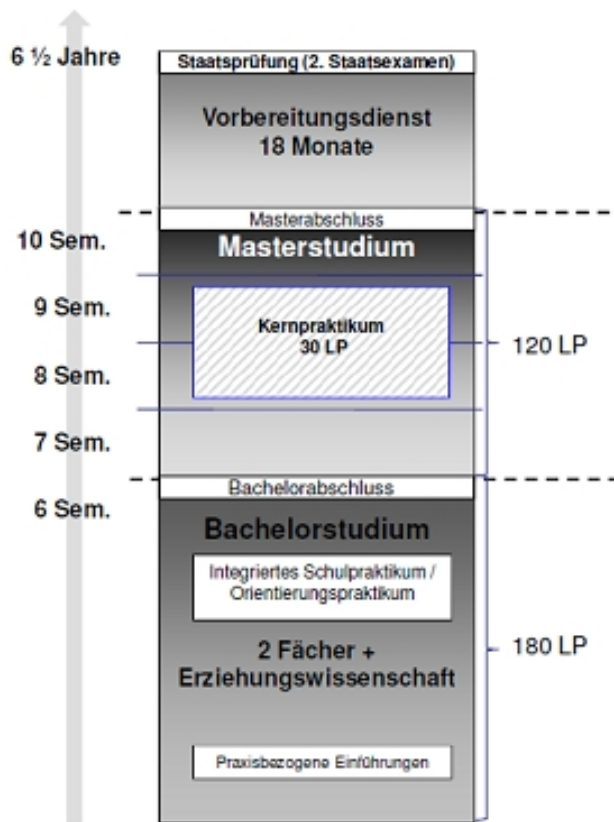 6 ½ Jahre
Staatsprüfung (2. Staatsexamen)
Vorbereitungsdienst
18 Monate
Masterabschluss
10 Sem.
Masterstudium
9 Sem.
Kernpraktikum
30 LP
120 LP
8 Sem.
7 Sem.
Bachelorabschluss
6 Sem.
Bachelorstudium
Integriertes Schulpraktikum /
Orientierungspraktikum
2 Fächer +
Erziehungswissenschaft
180 LP
Praxisbezogene Einführungen